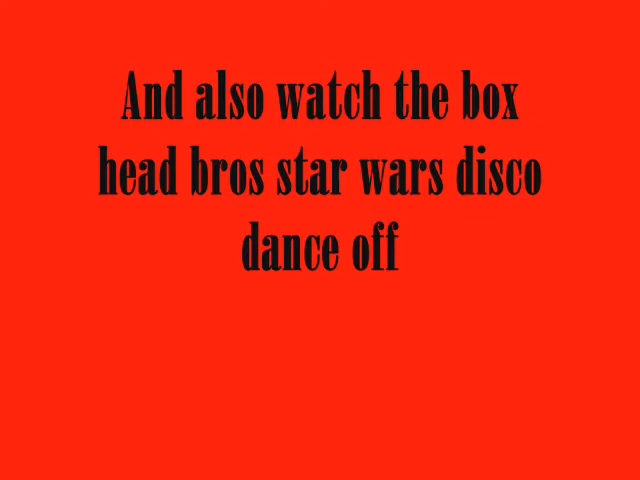 And also watch the box
head bros star wars disco
dance off